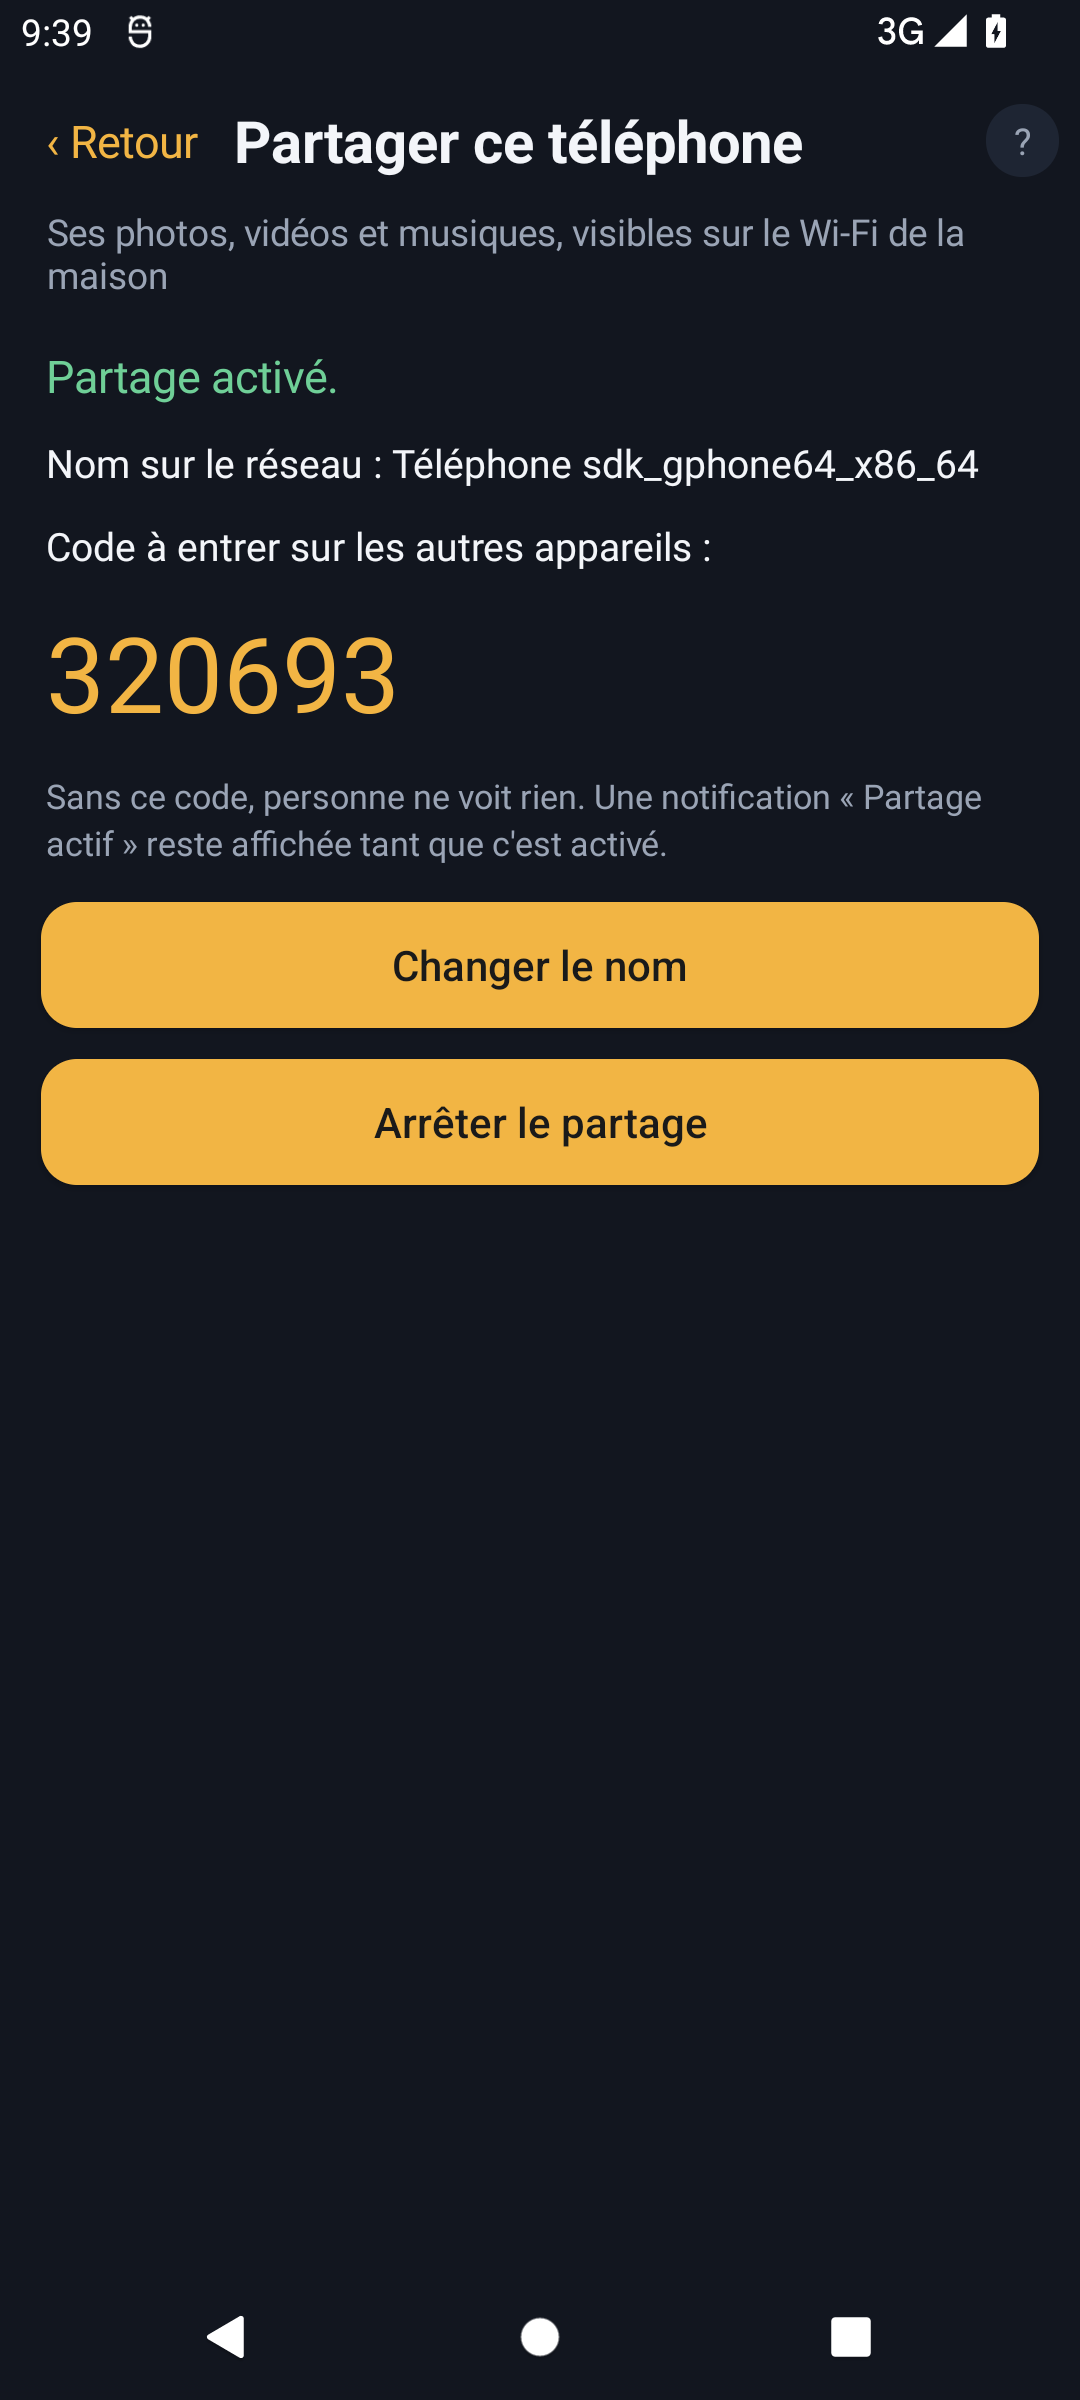 9:39
3G
‹ Retour Partager ce téléphone ?
Ses photos, vidéos et musiques, visibles sur le Wi-Fi de la
maison
Partage activé.
Nom sur le réseau : Téléphone sdk_gphone64_x86_64
Code à entrer sur les autres appareils :
320693
Sans ce code, personne ne voit rien. Une notification « Partage
actif » reste affichée tant que c'est activé.
Changer le nom
Arrêter le partage